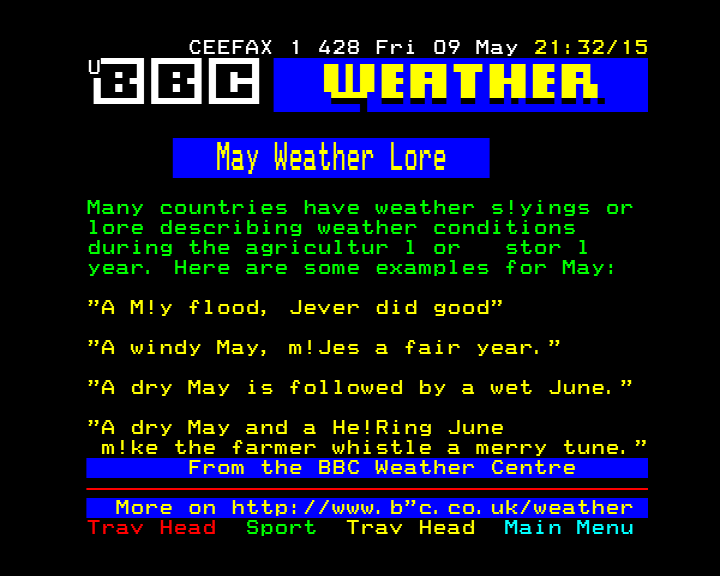 CEEFAX 1 428 Fri 09 May 21:32/15
U
BBC WEATHER
May Weather Lore
Many countries have weather s!yings or
lore describing weather conditions
during the agricultur l or   stor l
year. Here are some examples for May:
”A M!y flood, Jever did good”
”A windy May, m!Jes a fair year.”
”A dry May is followed by a wet June.”
”A dry May and a He!Ring June
m!ke the farmer whistle a merry tune.”
From the BBC Weather Centre
More on http://www.b”c.co.uk/weather
Trav Head Sport Trav Head Main Menu